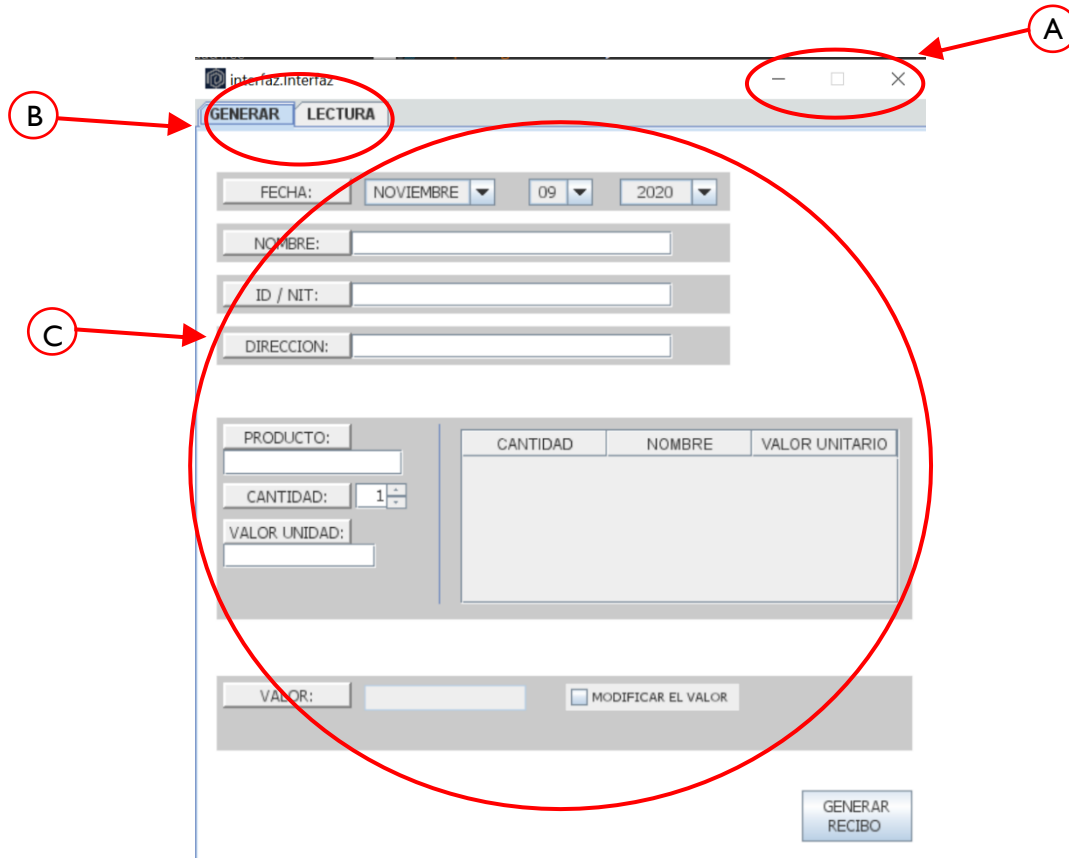 A
interfaz.Interfaz
B
GENERAR LECTURA
FECHA: NOVIEMBRE 09 2020
NOMBRE:
ID / NIT:
C
DIRECCION:
PRODUCTO:
CANTIDAD NOMBRE VALOR UNITARIO
CANTIDAD: 1
VALOR UNIDAD:
VALOR: MODIFICAR EL VALOR
GENERAR
RECIBO